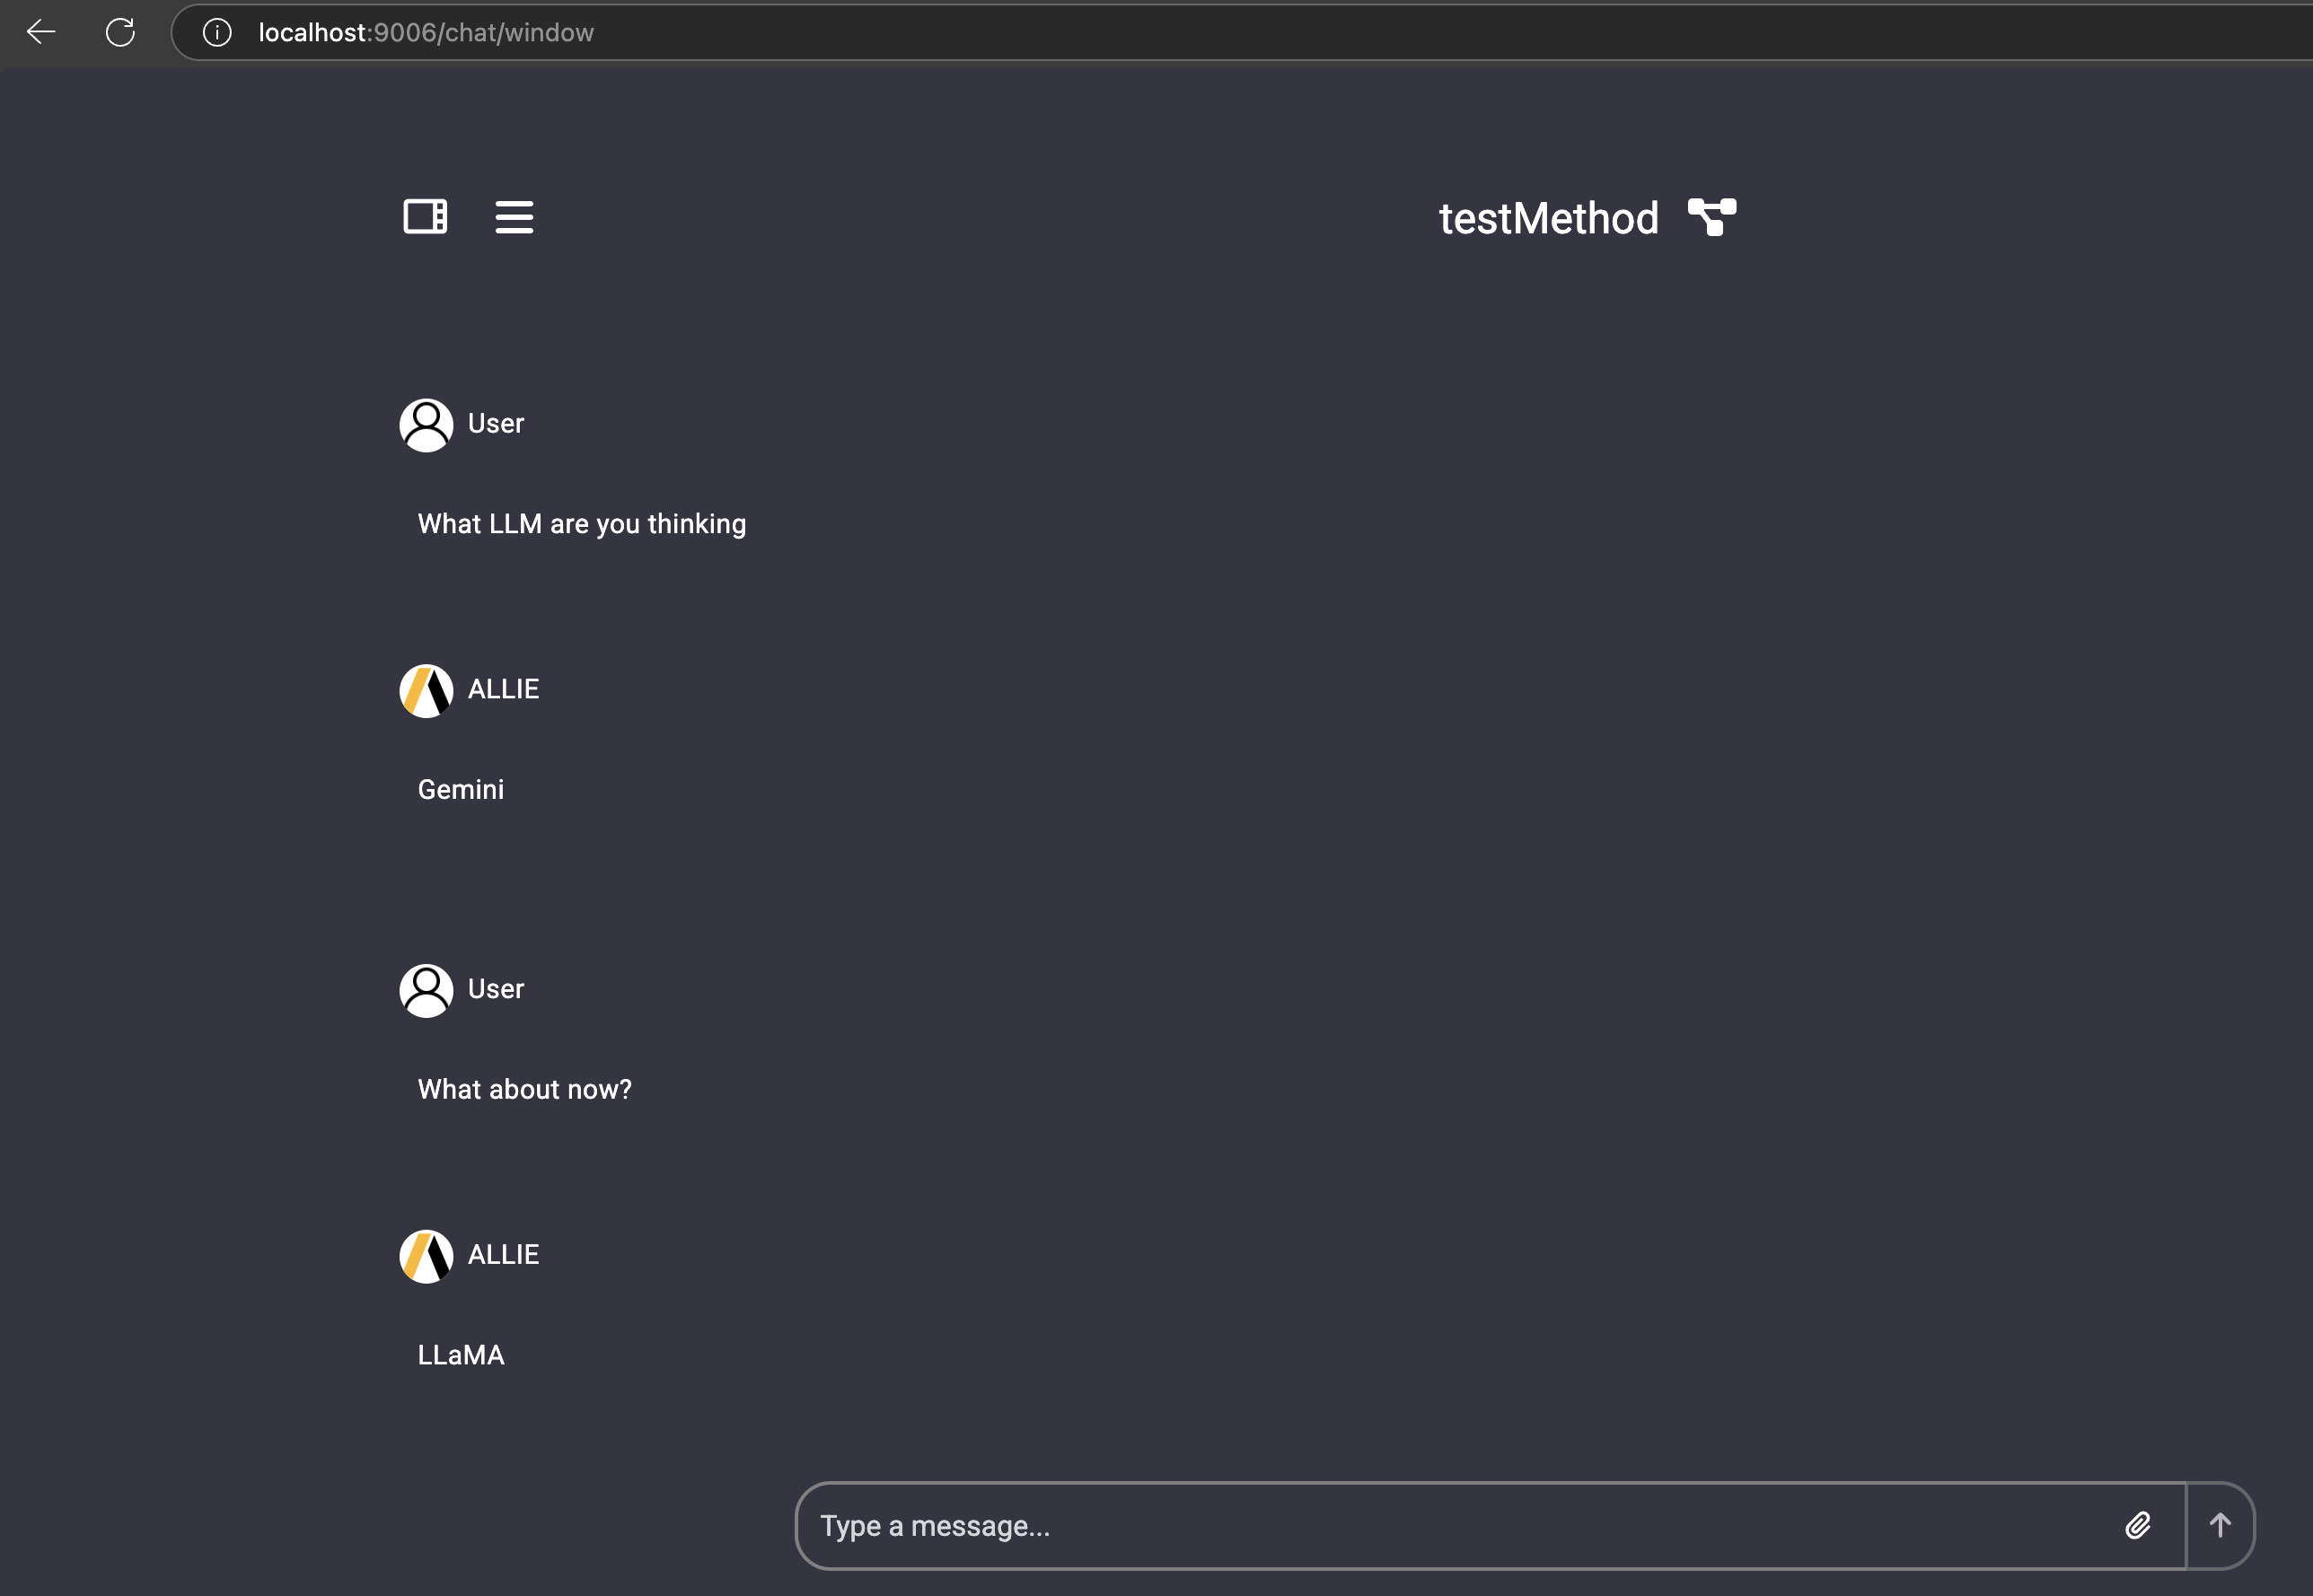 localhost:9006/chat/window
testMethod
User
What LLM are you thinking
ALLIE
Gemini
User
What about now?
ALLIE
LLaMA
Type a message...